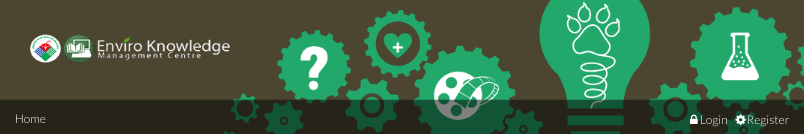 Enviro Knowledge
Management Centre
?
Home
Login Register